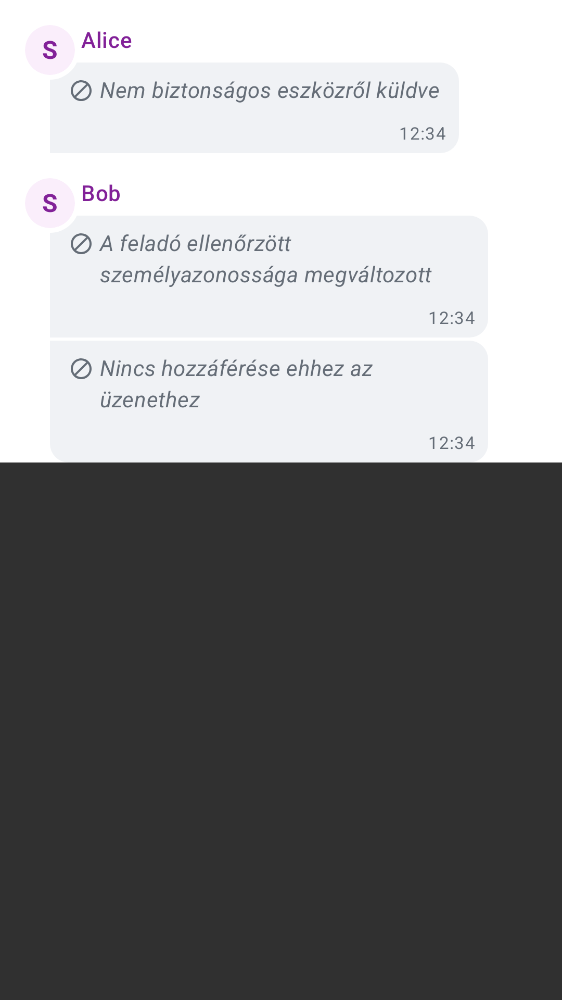 S
Alice
Nem biztonságos eszközről küldve
12:34
S
Bob
A feladó ellenőrzött
személyazonossága megváltozott
12:34
Nincs hozzáférése ehhez az
üzenethez
12:34